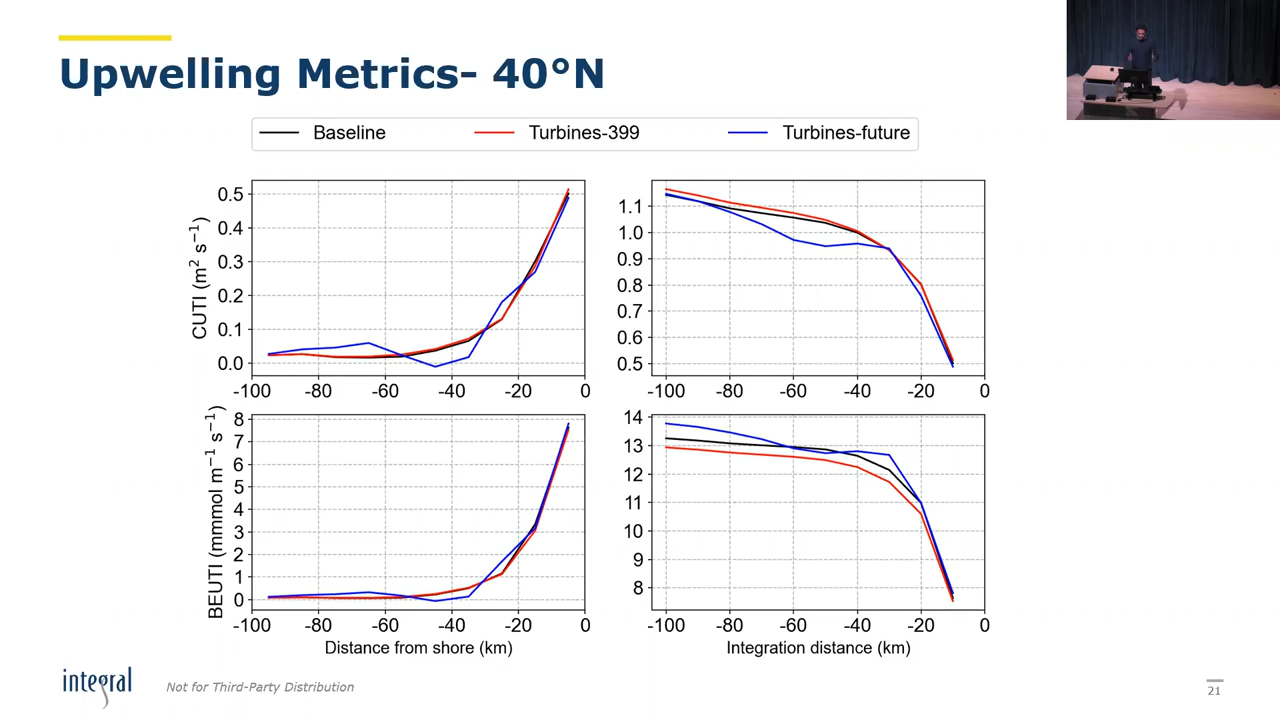 Upwelling Metrics- 40°N
Baseline Turbines-399 Turbines-future
CUTI (m² s⁻¹)
0.5
0.4
0.3
0.2
0.1
0.0
-100 -80 -60 -40 -20 0
1.1
1.0
0.9
0.8
0.7
0.6
0.5
-100 -80 -60 -40 -20 0
BEUTI (mmmol m⁻¹ s⁻¹)
8
7
6
5
4
3
2
1
0
-100 -80 -60 -40 -20 0
Distance from shore (km)
14
13
12
11
10
9
8
-100 -80 -60 -40 -20 0
Integration distance (km)
integral
Not for Third-Party Distribution
21